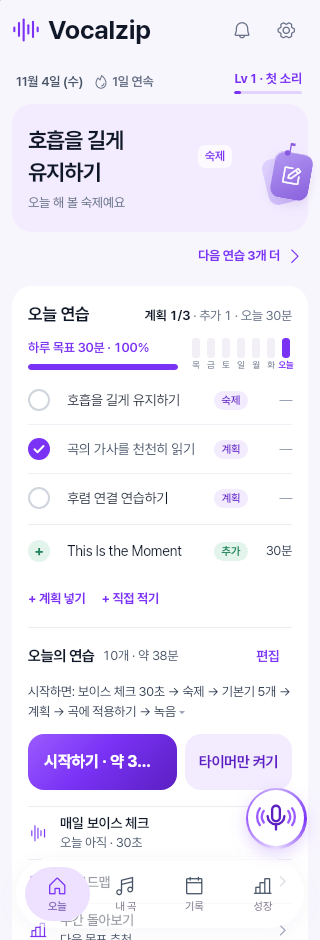 Vocalzip
11월 4일 (수) 1일 연속
Lv 1 · 첫 소리
호흡을 길게
유지하기
숙제
오늘 해 볼 숙제예요
다음 연습 3개 더
오늘 연습
계획 1/3 · 추가 1 · 오늘 30분
하루 목표 30분 · 100%
목 금 토 일 월 화 오늘
호흡을 길게 유지하기 숙제 —
곡의 가사를 천천히 읽기 계획 —
후렴 연결 연습하기 계획 —
+ This Is the Moment 추가 30분
+ 계획 넣기 + 직접 적기
오늘의 연습 10개 · 약 38분 편집
시작하면: 보이스 체크 30초 → 숙제 → 기본기 5개 →
계획 → 곡에 적용하기 → 녹음
시작하기 · 약 3...
타이머만 켜기
매일 보이스 체크
오늘 아직 · 30초
드맵
오늘 내 곡 기록 성장
주간 돌아보기
다음 목표 추천